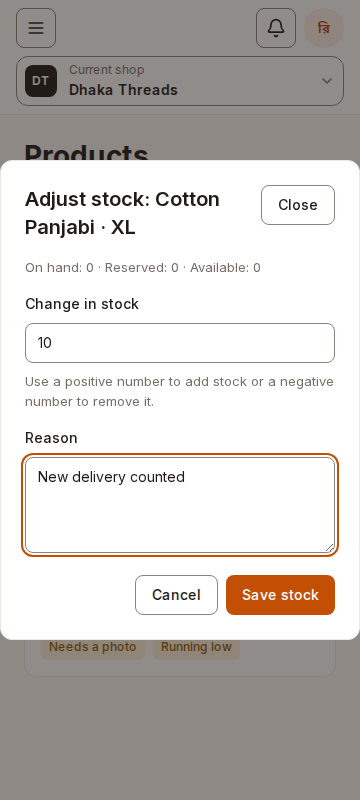 রি
DT
Current shop
Dhaka Threads
Products
Adjust stock: Cotton
Panjabi · XL
Close
On hand: 0 · Reserved: 0 · Available: 0
Change in stock
10
Use a positive number to add stock or a negative
number to remove it.
Reason
New delivery counted
Cancel
Save stock
Needs a photo
Running low